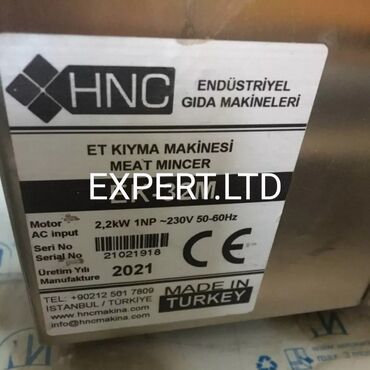 HNC
ENDÜSTRİYEL
GIDA MAKİNELERİ
ET KIYMA MAKİNESİ
MEAT MINCER
EXPERT.LTD
Motor
AC input
2,2kW 1NP ~230V 50-60Hz
Seri No
Serial No
21021918
CE
Üretim Yılı
Manufakture
2021
TEL: +90212 501 7809
İSTANBUL / TÜRKİYE
www.hncmakina.com
info@hncmakina.com
MADE IN
TURKEY